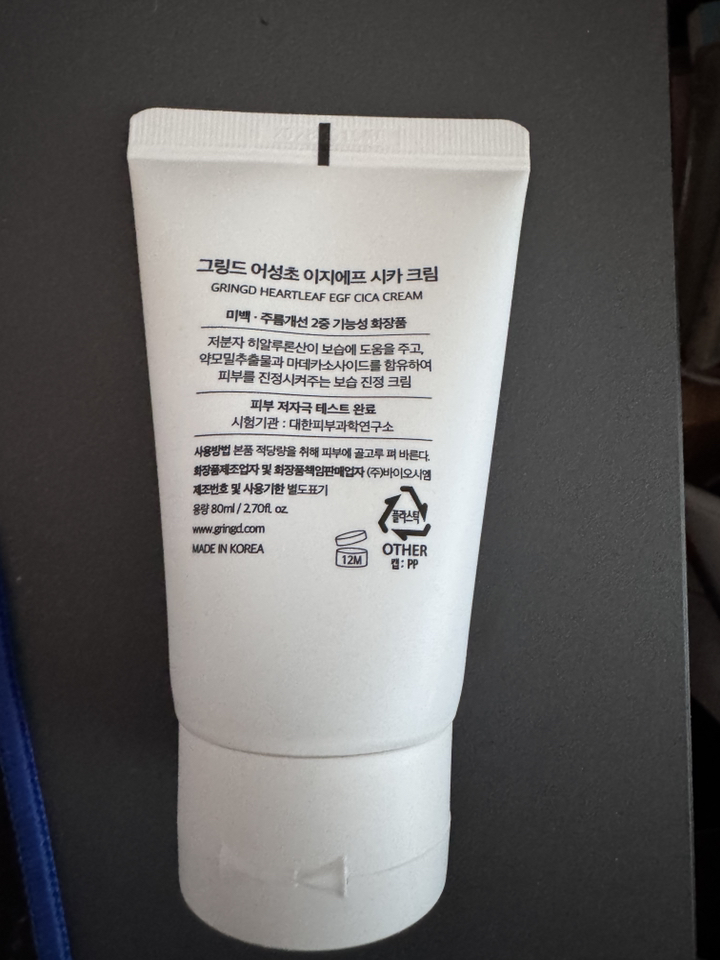 그링드 어성초 이지에프 시카 크림
GRINGD HEARTLEAF EGF CICA CREAM
미백 · 주름개선 2중 기능성 화장품
저분자 히알루론산이 보습에 도움을 주고,
약모밀추출물과 마데카소사이드를 함유하여
피부를 진정시켜주는 보습 진정 크림
피부 저자극 테스트 완료
시험기관 : 대한피부과학연구소
사용방법 본품 적당량을 취해 피부에 골고루 펴 바른다.
화장품제조업자 및 화장품책임판매업자 (주)바이오시엠
제조번호 및 사용기한 별도표기
용량 80ml / 2.70fl. oz.
www.gringd.com
MADE IN KOREA
12M
플라스틱
OTHER
캡 : PP